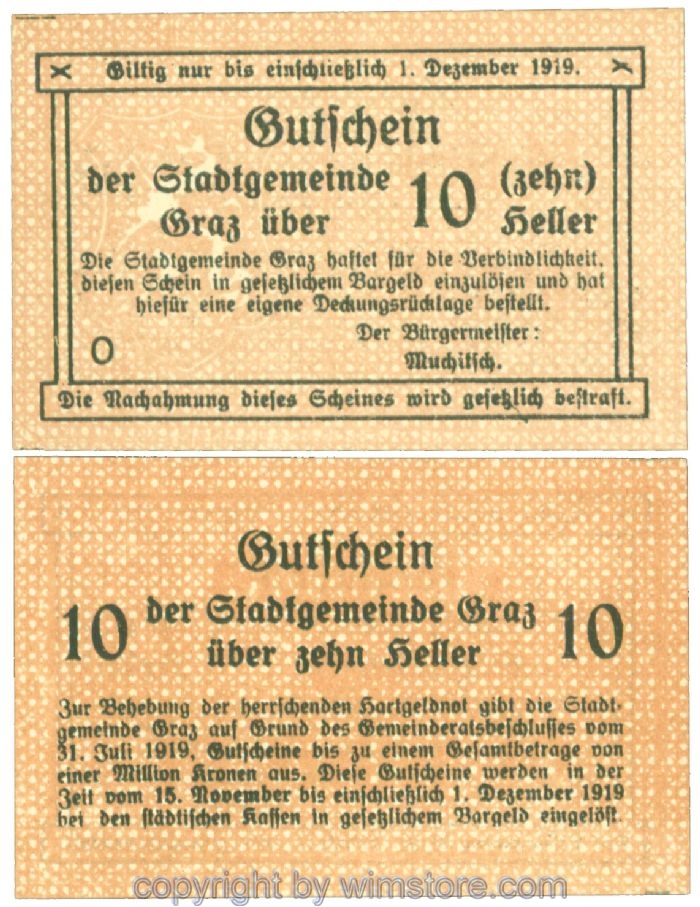 Giltig nur bis einschließlich 1. Dezember 1919.
Gutschein
der Stadtgemeinde 10 (zehn)
Graz über Heller
Die Stadtgemeinde Graz haftet für die Verbindlichkeit,
diesen Schein in gesetzlichem Bargeld einzulösen und hat
hiefür eine eigene Deckungsrücklage bestellt.
Der Bürgermeister:
O
Muchitsch.
Die Nachahmung dieses Scheines wird gesetzlich bestraft.
Gutschein
10 der Stadtgemeinde Graz 10
über zehn Heller
Zur Behebung der herrschenden Hartgeldnot gibt die Stadt-
gemeinde Graz auf Grund des Gemeinderatsbeschlusses vom
31. Juli 1919, Gutscheine bis zu einem Gesamtbetrage von
einer Million Kronen aus. Diese Gutscheine werden in der
Zeit vom 15. November bis einschließlich 1. Dezember 1919
bei den städtischen Kassen in gesetzlichem Bargeld eingelöst.
copyright by wimstore.com